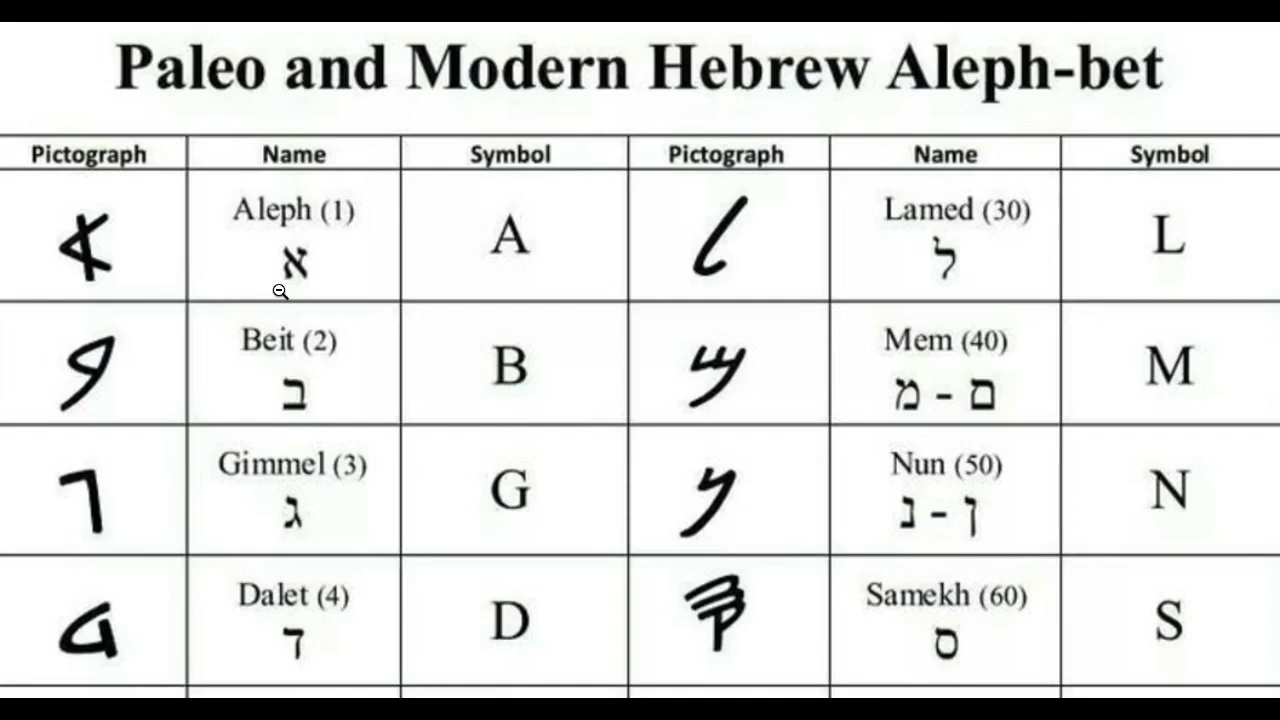 Paleo and Modern Hebrew Aleph-bet
Pictograph Name Symbol Pictograph Name Symbol
𐤀 Aleph (1) א A 𐤋 Lamed (30) ל L
𐤁 Beit (2) ב B 𐤌 Mem (40) מ - ם M
𐤂 Gimmel (3) ג G 𐤍 Nun (50) נ - ן N
𐤃 Dalet (4) ד D 𐤎 Samekh (60) ס S